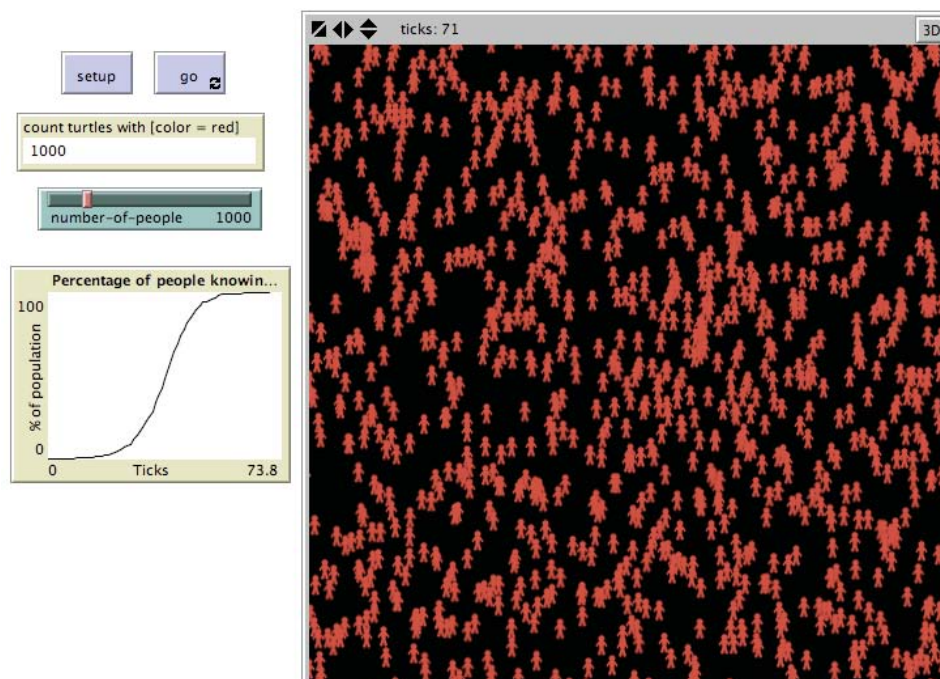 ticks: 71
3D
setup
go
count turtles with [color = red]
1000
number-of-people 1000
Percentage of people knowin...
100
% of population
0
0 Ticks 73.8